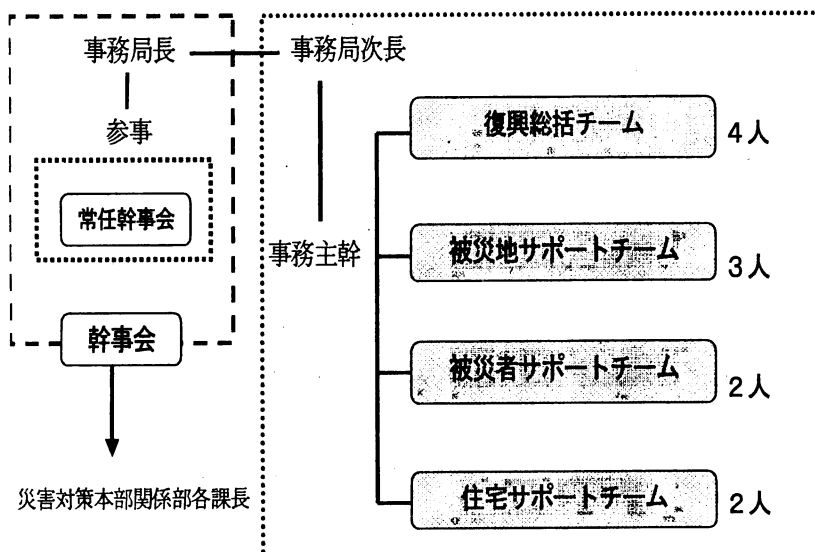 事務局長
事務局次長
参事
常任幹事会
幹事会
災害対策本部関係部各課長
事務主幹
復興総括チーム 4人
被災地サポートチーム 3人
被災者サポートチーム 2人
住宅サポートチーム 2人